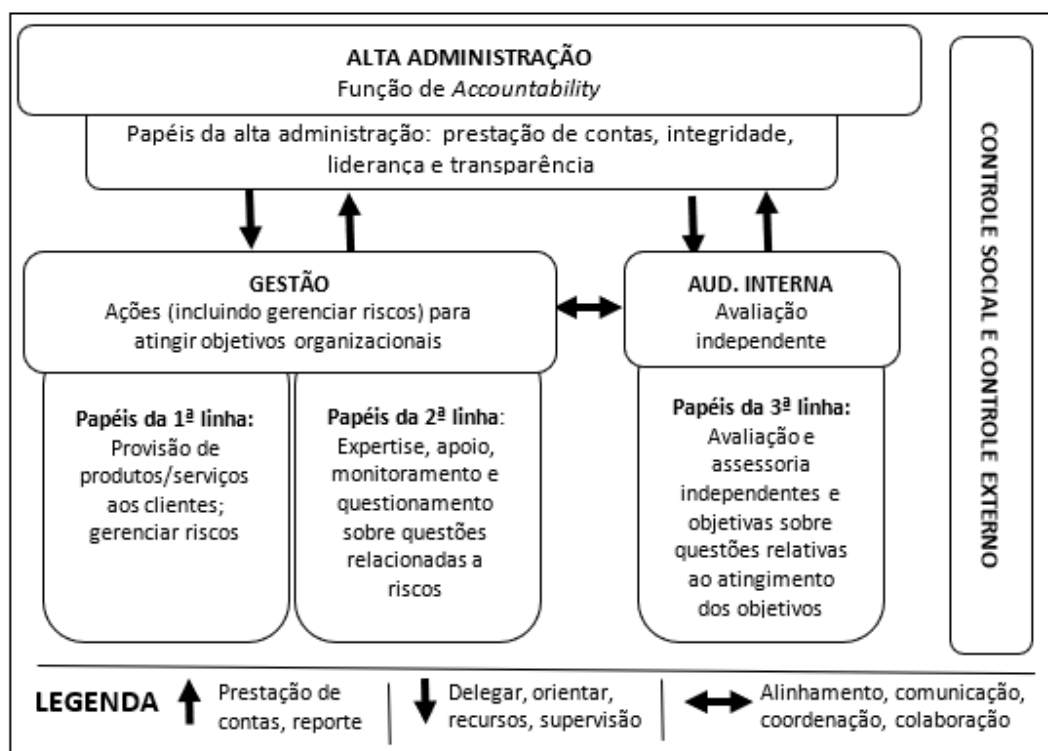 ALTA ADMINISTRAÇÃO
Função de Accountability
Papéis da alta administração: prestação de contas, integridade,
liderança e transparência
GESTÃO
Ações (incluindo gerenciar riscos) para
atingir objetivos organizacionais
AUD. INTERNA
Avaliação
independente
Papéis da 1ª linha:
Provisão de
produtos/serviços
aos clientes;
gerenciar riscos
Papéis da 2ª linha:
Expertise, apoio,
monitoramento e
questionamento
sobre questões
relacionadas a
riscos
Papéis da 3ª linha:
Avaliação e
assessoria
independentes e
objetivas sobre
questões relativas
ao atingimento
dos objetivos
CONTROLE SOCIAL E CONTROLE EXTERNO
LEGENDA
Prestação de
contas, reporte
Delegar, orientar,
recursos, supervisão
Alinhamento, comunicação,
coordenação, colaboração